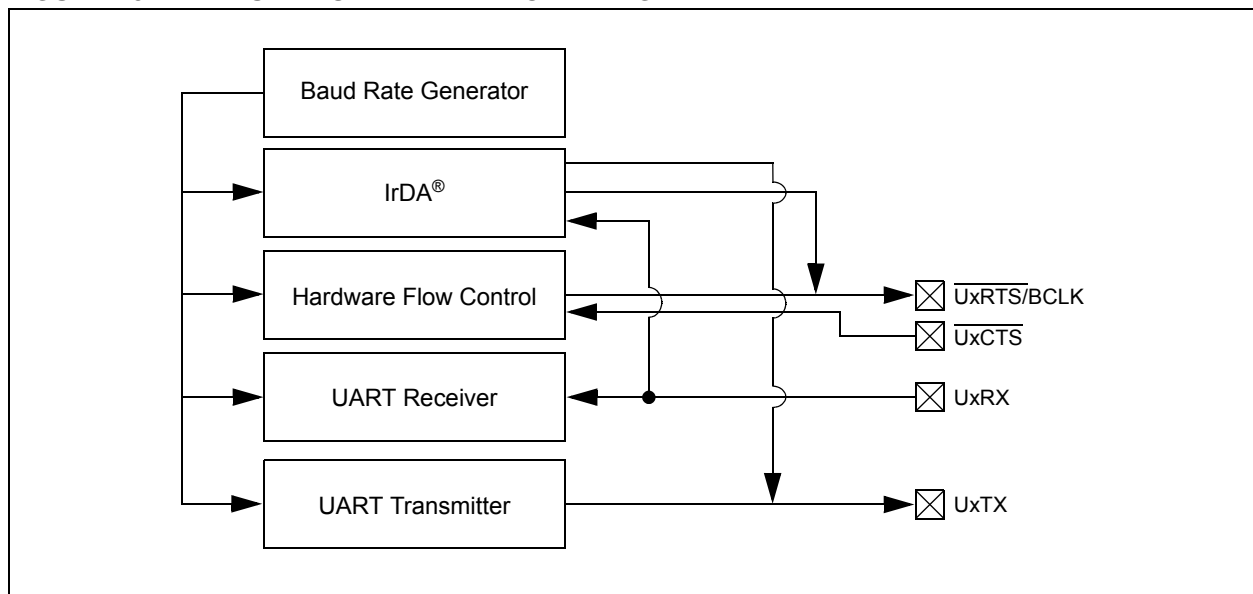 Baud Rate Generator
IrDA®
Hardware Flow Control
UxRTS/BCLK
UxCTS
UART Receiver
UxRX
UART Transmitter
UxTX